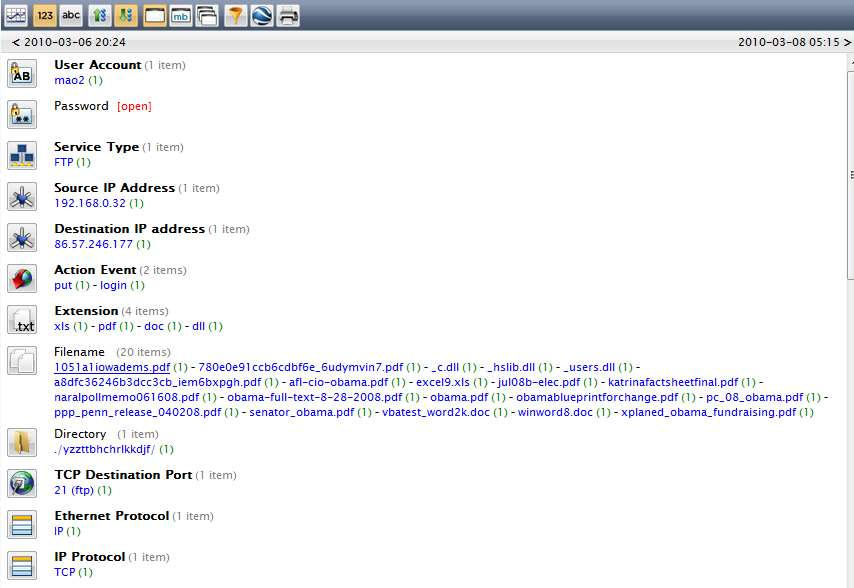 123 abc mb
< 2010-03-06 20:24 2010-03-08 05:15 >
AB User Account (1 item)
mao2 (1)
Password [open]
**
Service Type (1 item)
FTP (1)
Source IP Address (1 item)
192.168.0.32 (1)
Destination IP address (1 item)
86.57.246.177 (1)
Action Event (2 items)
put (1) - login (1)
Extension (4 items)
.txt xls (1) - pdf (1) - doc (1) - dll (1)
Filename (20 items)
1051a1iowadems.pdf (1) - 780e0e91ccb6cdbf6e_6udymvin7.pdf (1) - _c.dll (1) - _hslib.dll (1) - _users.dll (1) -
a8dfc36246b3dcc3cb_iem6bxpgh.pdf (1) - afl-cio-obama.pdf (1) - excel9.xls (1) - jul08b-elec.pdf (1) - katrinafactsheetfinal.pdf (1) -
naralpollmemo061608.pdf (1) - obama-full-text-8-28-2008.pdf (1) - obama.pdf (1) - obamablueprintforchange.pdf (1) - pc_08_obama.pdf (1) -
ppp_penn_release_040208.pdf (1) - senator_obama.pdf (1) - vbatest_word2k.doc (1) - winword8.doc (1) - xplaned_obama_fundraising.pdf (1)
Directory (1 item)
./yzzttbhchrlkkdjf/ (1)
TCP Destination Port (1 item)
21 (ftp) (1)
Ethernet Protocol (1 item)
IP (1)
IP Protocol (1 item)
TCP (1)